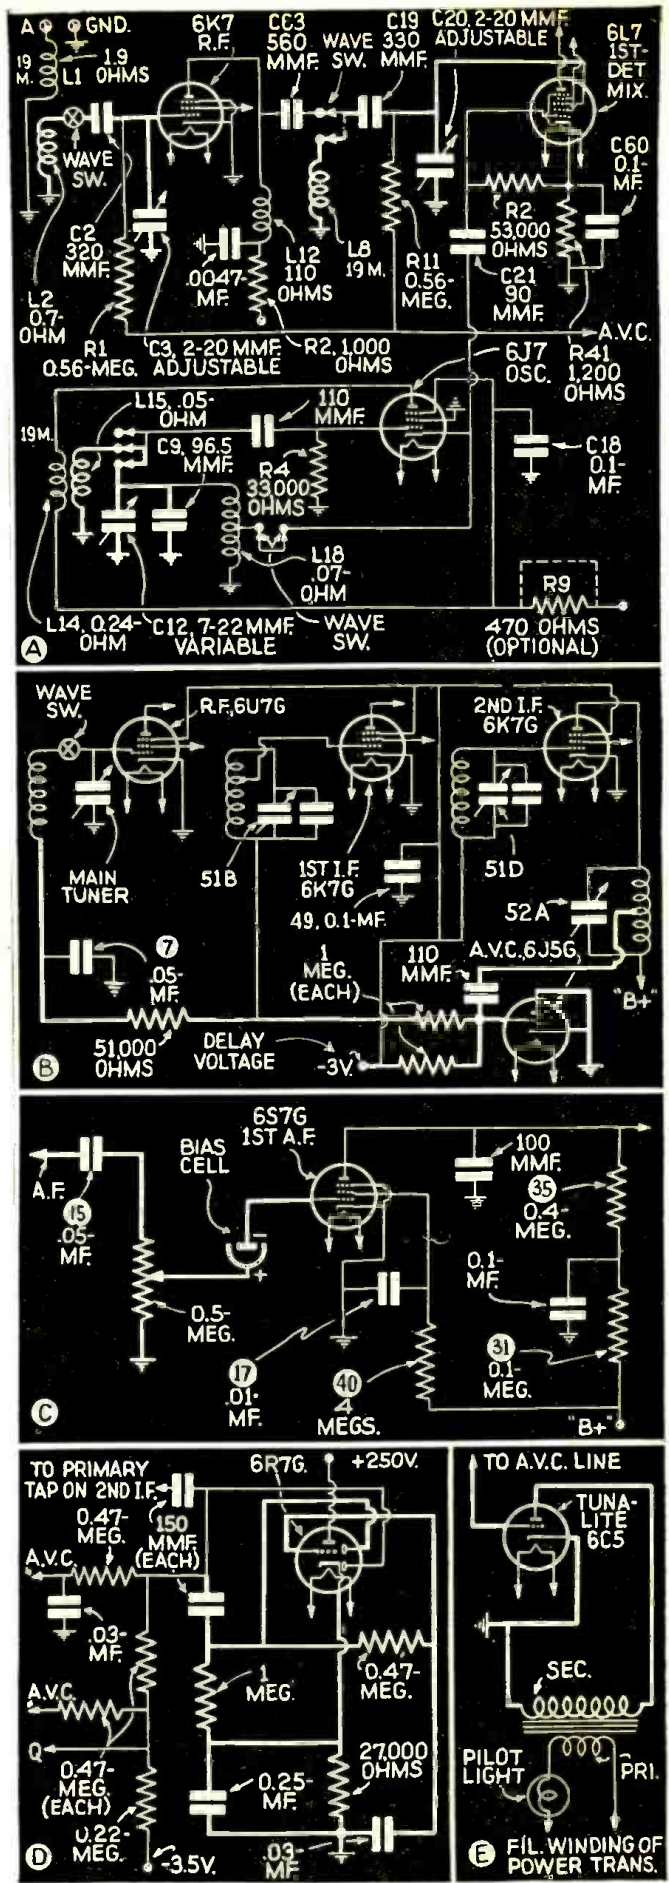 A
GND.
19
M.
L1
1.9
OHMS
6K7
R.F.
CC3
560
MMF.
WAVE
SW.
C19
330
MMF.
C20, 2-20 MMF.
ADJUSTABLE
6L7
1ST-
DET.
MIX.
WAVE
SW.
C60
0.1-
MF.
C2
320
MMF.
R2
53,000
OHMS
.0047-
MF.
L12
110
OHMS
L8
19 M.
R11
0.56-
MEG.
C21
90
MMF.
L2
0.7-
OHM
R1
0.56-MEG.
C3, 2-20 MMF.
ADJUSTABLE
R2, 1,000
OHMS
A.V.C.
6J7
OSC.
R41
1,200
OHMS
L15, .05-
OHM
110
MMF.
19 M.
C9, 96.5
MMF.
R4
33,000
OHMS
C18
0.1-
MF.
L18
.07-
OHM
R9
L14, 0.24-
OHM
C12, 7-22 MMF.
VARIABLE
WAVE
SW.
470 OHMS
(OPTIONAL)
A
WAVE
SW.
R.F., 6U7G
2ND I.F.
6K7G
MAIN
TUNER
51B
1ST I.F.
6K7G
51D
49, 0.1-MF.
52A
7
.05-
MF.
1
MEG.
(EACH)
110
MMF.
A.V.C., 6J5G
"B+"
51,000
OHMS
DELAY
VOLTAGE
-3V.
B
6S7G
1ST A.F.
BIAS
CELL
100
MMF.
A.F.
15
.05-
MF.
35
0.4-
MEG.
-
+
0.1-
MF.
0.5-
MEG.
31
0.1-
MEG.
17
.01-
MF.
40
4
MEGS.
"B+"
C
TO PRIMARY
TAP ON 2ND I.F.
6R7G.
+250V.
0.47-
MEG.
150
MMF.
(EACH)
A.V.C.
.03-
MF.
1
MEG.
0.47-
MEG.
A.V.C.
Q
0.47-
MEG.
(EACH)
0.25-
MF.
27,000
OHMS
0.22-
MEG.
.03-
MF.
-3.5V.
D
TO A.V.C. LINE
TUNA-
LITE
6C5
SEC.
PILOT
LIGHT
PRI.
E
FIL. WINDING OF
POWER TRANS.